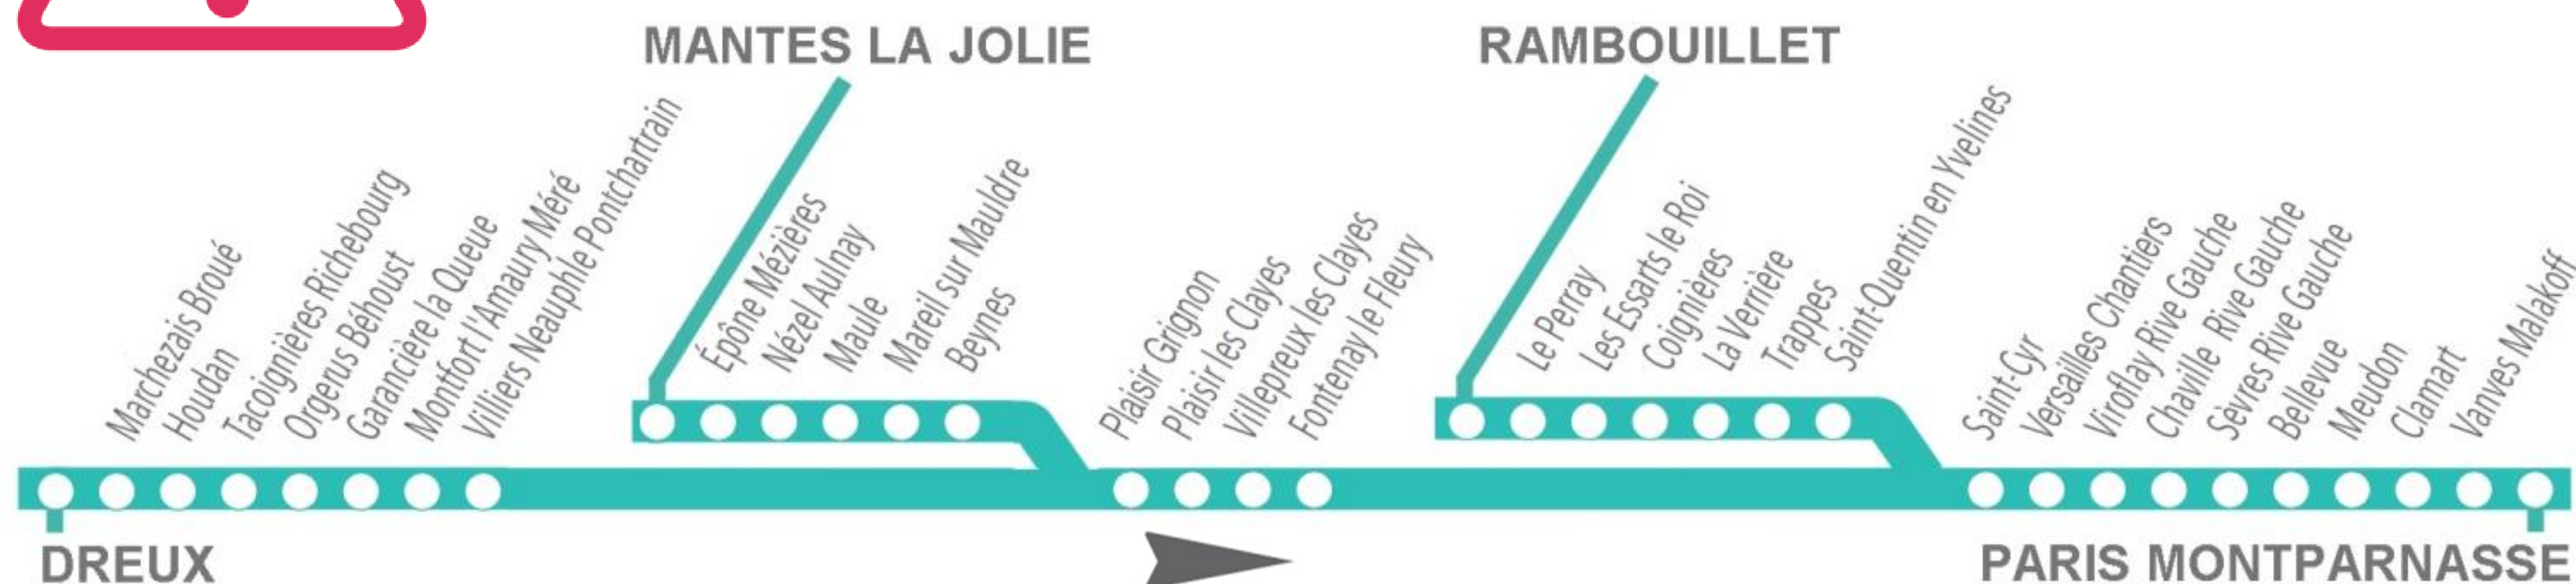 MANTES LA JOLIE
RAMBOUILLET
Marchezais Broué
Houdan
Tacoignières Richebourg
Orgerus Béhoust
Garancière la Queue
Montfort l'Amaury Méré
Villiers Neauphle Pontchartrain
Épône Mézières
Nézel Aulnay
Maule
Mareil sur Mauldre
Beynes
Plaisir Grignon
Plaisir les Clayes
Villepreux les Clayes
Fontenay le Fleury
Le Perray
Les Essarts le Roi
Coignières
La Verrière
Trappes
Saint-Quentin en Yvelines
Saint-Cyr
Versailles Chantiers
Viroflay Rive Gauche
Chaville Rive Gauche
Sèvres Rive Gauche
Bellevue
Meudon
Clamart
Vanves Malakoff
DREUX
PARIS MONTPARNASSE